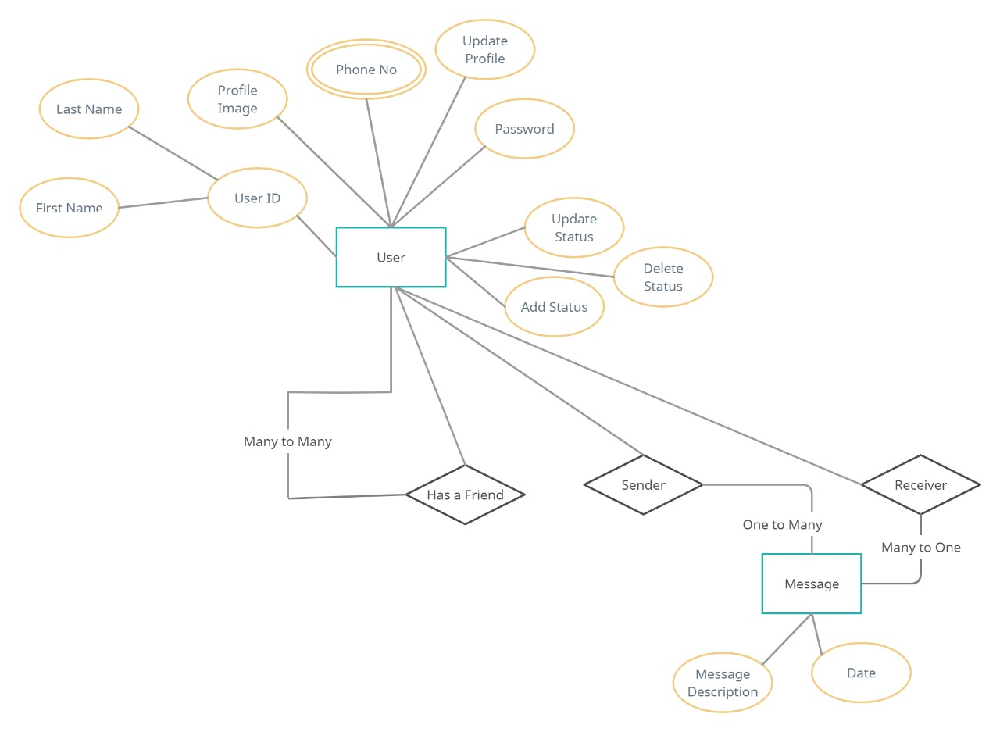 Update
Profile
Phone No
Profile
Image
Last Name
Password
User ID
First Name
Update
Status
User
Delete
Status
Add Status
Many to Many
Has a Friend
Sender
Receiver
One to Many
Many to One
Message
Message
Description
Date